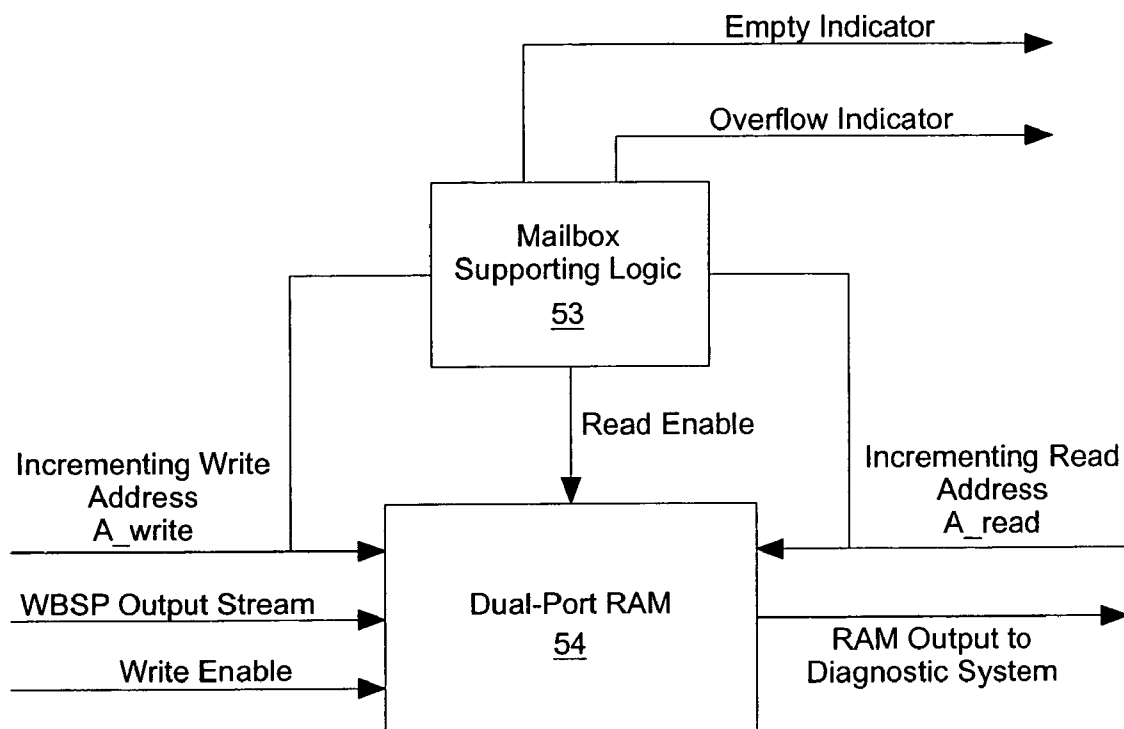 Empty Indicator
Overflow Indicator
Mailbox
Supporting Logic
53
Read Enable
Incrementing Write
Address
A_write
Incrementing Read
Address
A_read
WBSP Output Stream
Write Enable
Dual-Port RAM
54
RAM Output to
Diagnostic System